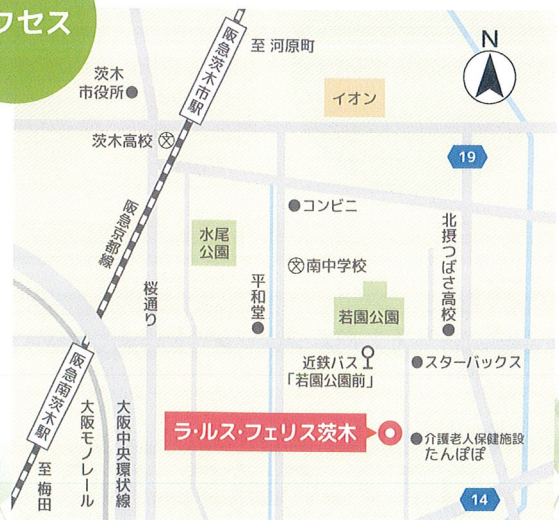 クセス
阪急茨木市駅
至 河原町
N
茨木
市役所
イオン
茨木高校
19
阪急京都線
コンビニ
水尾
公園
北摂つばさ高校
南中学校
桜通り
平和堂
若園公園
近鉄バス
「若園公園前」
スターバックス
阪急南茨木駅
大阪モノレール
大阪中央環状線
ラ・ルス・フェリス茨木
介護老人保健施設
たんぽぽ
至 梅田
14